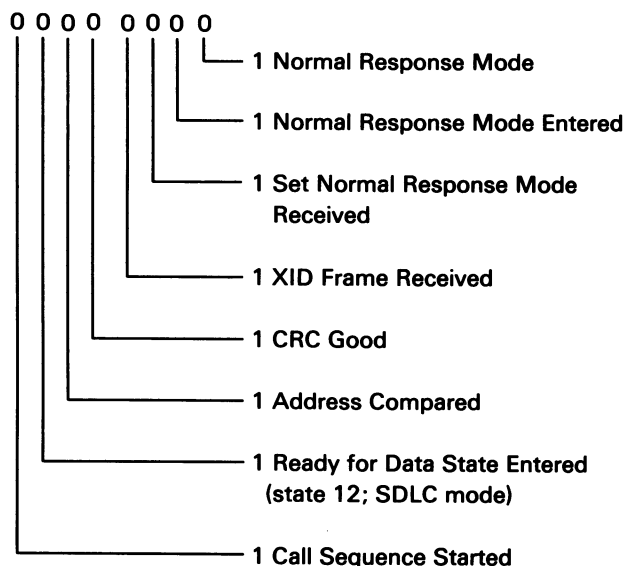 0 0 0 0 0 0 0 0
1 Normal Response Mode
1 Normal Response Mode Entered
1 Set Normal Response Mode
Received
1 XID Frame Received
1 CRC Good
1 Address Compared
1 Ready for Data State Entered
(state 12; SDLC mode)
1 Call Sequence Started